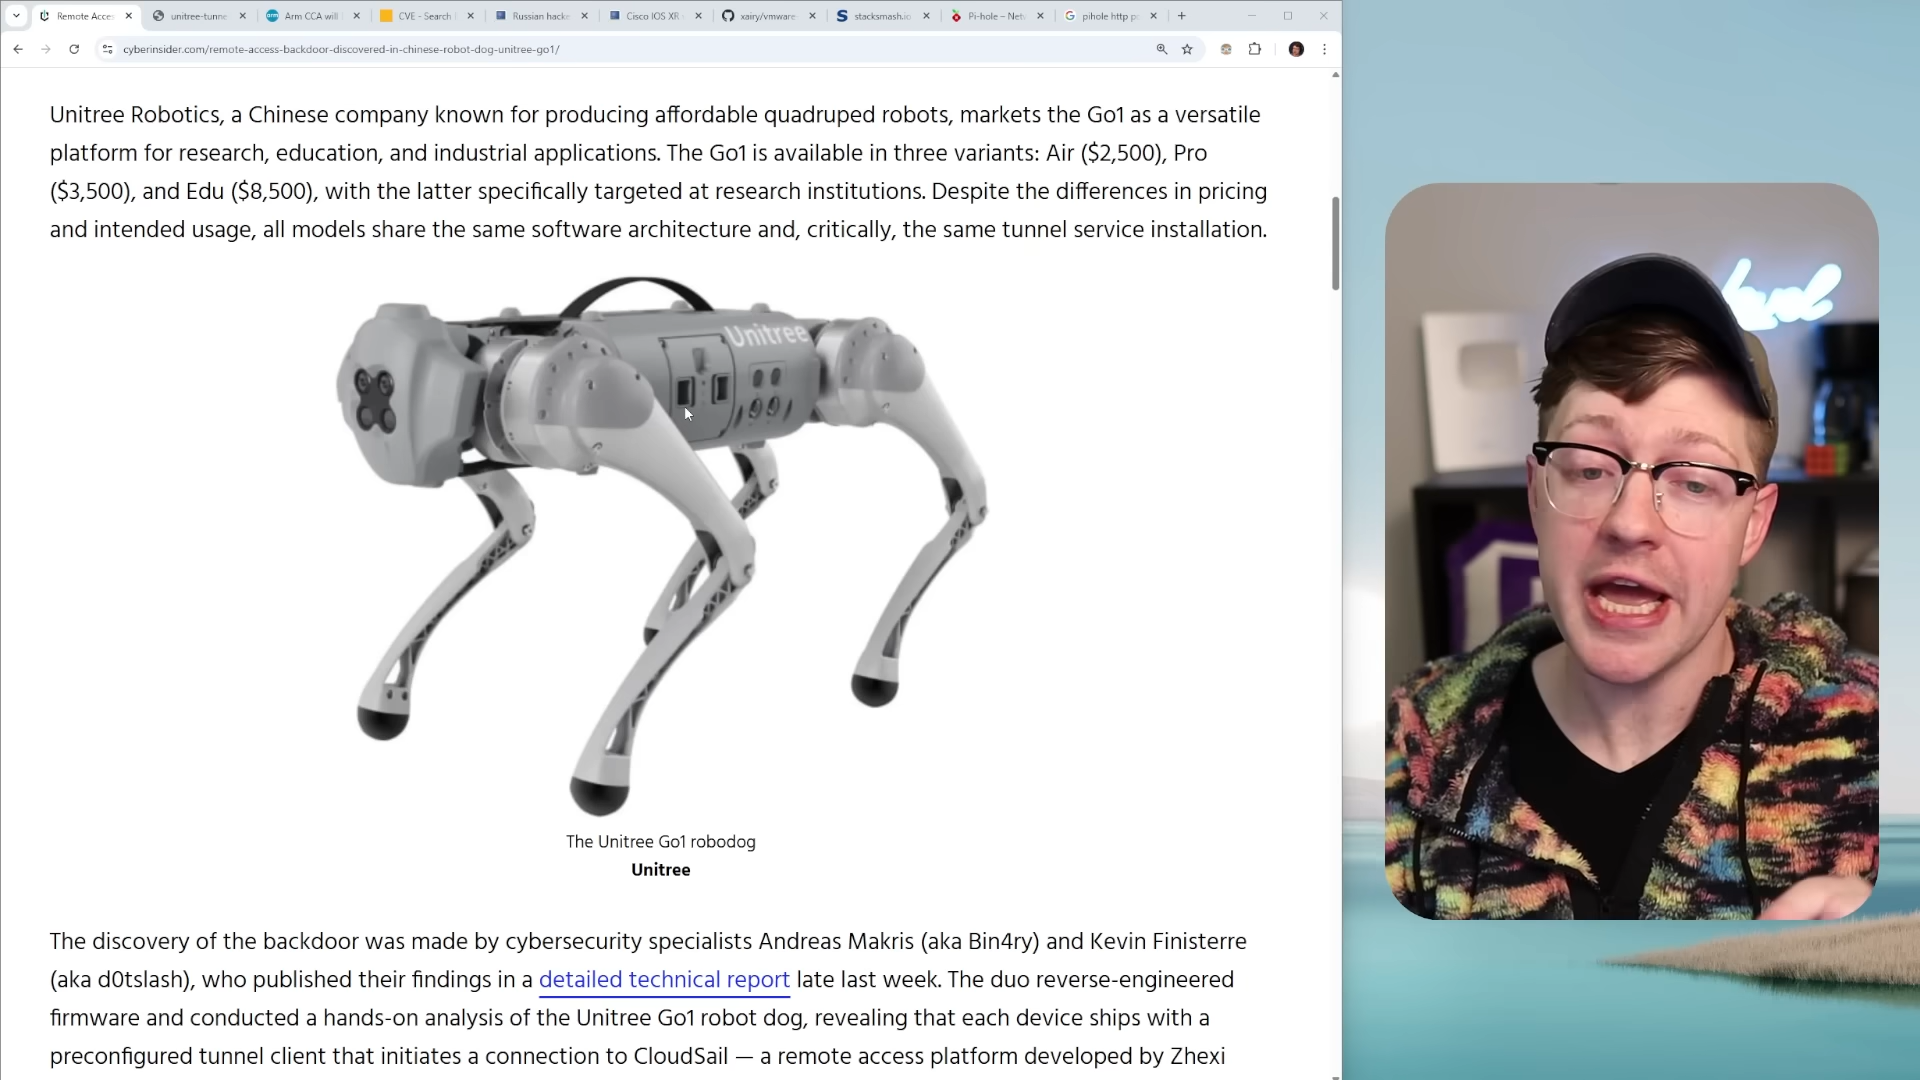 Remote Acce
unitree-tunne
Arm CCA will
CVE - Search
Russian hacke
Cisco IOS XR
xairy/vmware
stacksmash.io
Pi-hole – Net
pihole http p
cyberinsider.com/remote-access-backdoor-discovered-in-chinese-robot-dog-unitree-go1/
Unitree Robotics, a Chinese company known for producing affordable quadruped robots, markets the Go1 as a versatile
platform for research, education, and industrial applications. The Go1 is available in three variants: Air ($2,500), Pro
($3,500), and Edu ($8,500), with the latter specifically targeted at research institutions. Despite the differences in pricing
and intended usage, all models share the same software architecture and, critically, the same tunnel service installation.
Unitree
The Unitree Go1 robodog
Unitree
The discovery of the backdoor was made by cybersecurity specialists Andreas Makris (aka Bin4ry) and Kevin Finisterre
(aka d0tslash), who published their findings in a detailed technical report late last week. The duo reverse-engineered
firmware and conducted a hands-on analysis of the Unitree Go1 robot dog, revealing that each device ships with a
preconfigured tunnel client that initiates a connection to CloudSail — a remote access platform developed by Zhexi